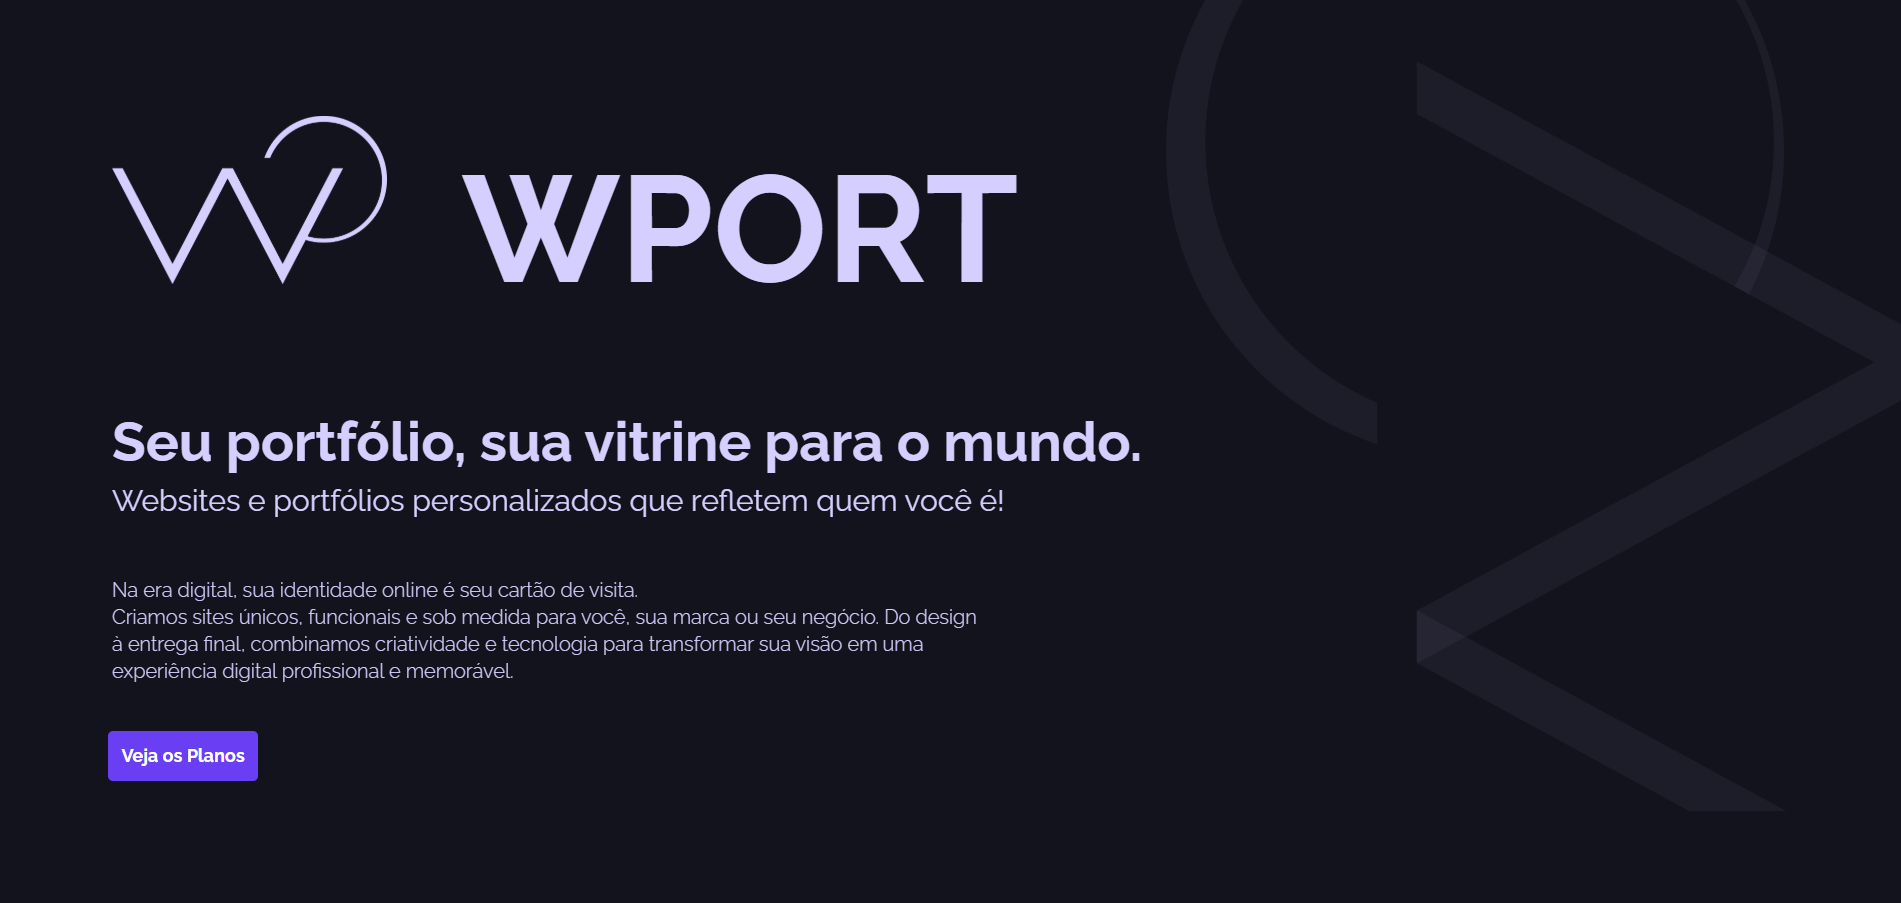 WP WPORT
Seu portfólio, sua vitrine para o mundo.
Websites e portfólios personalizados que refletem quem você é!
Na era digital, sua identidade online é seu cartão de visita.
Criamos sites únicos, funcionais e sob medida para você, sua marca ou seu negócio. Do design
à entrega final, combinamos criatividade e tecnologia para transformar sua visão em uma
experiência digital profissional e memorável.
Veja os Planos